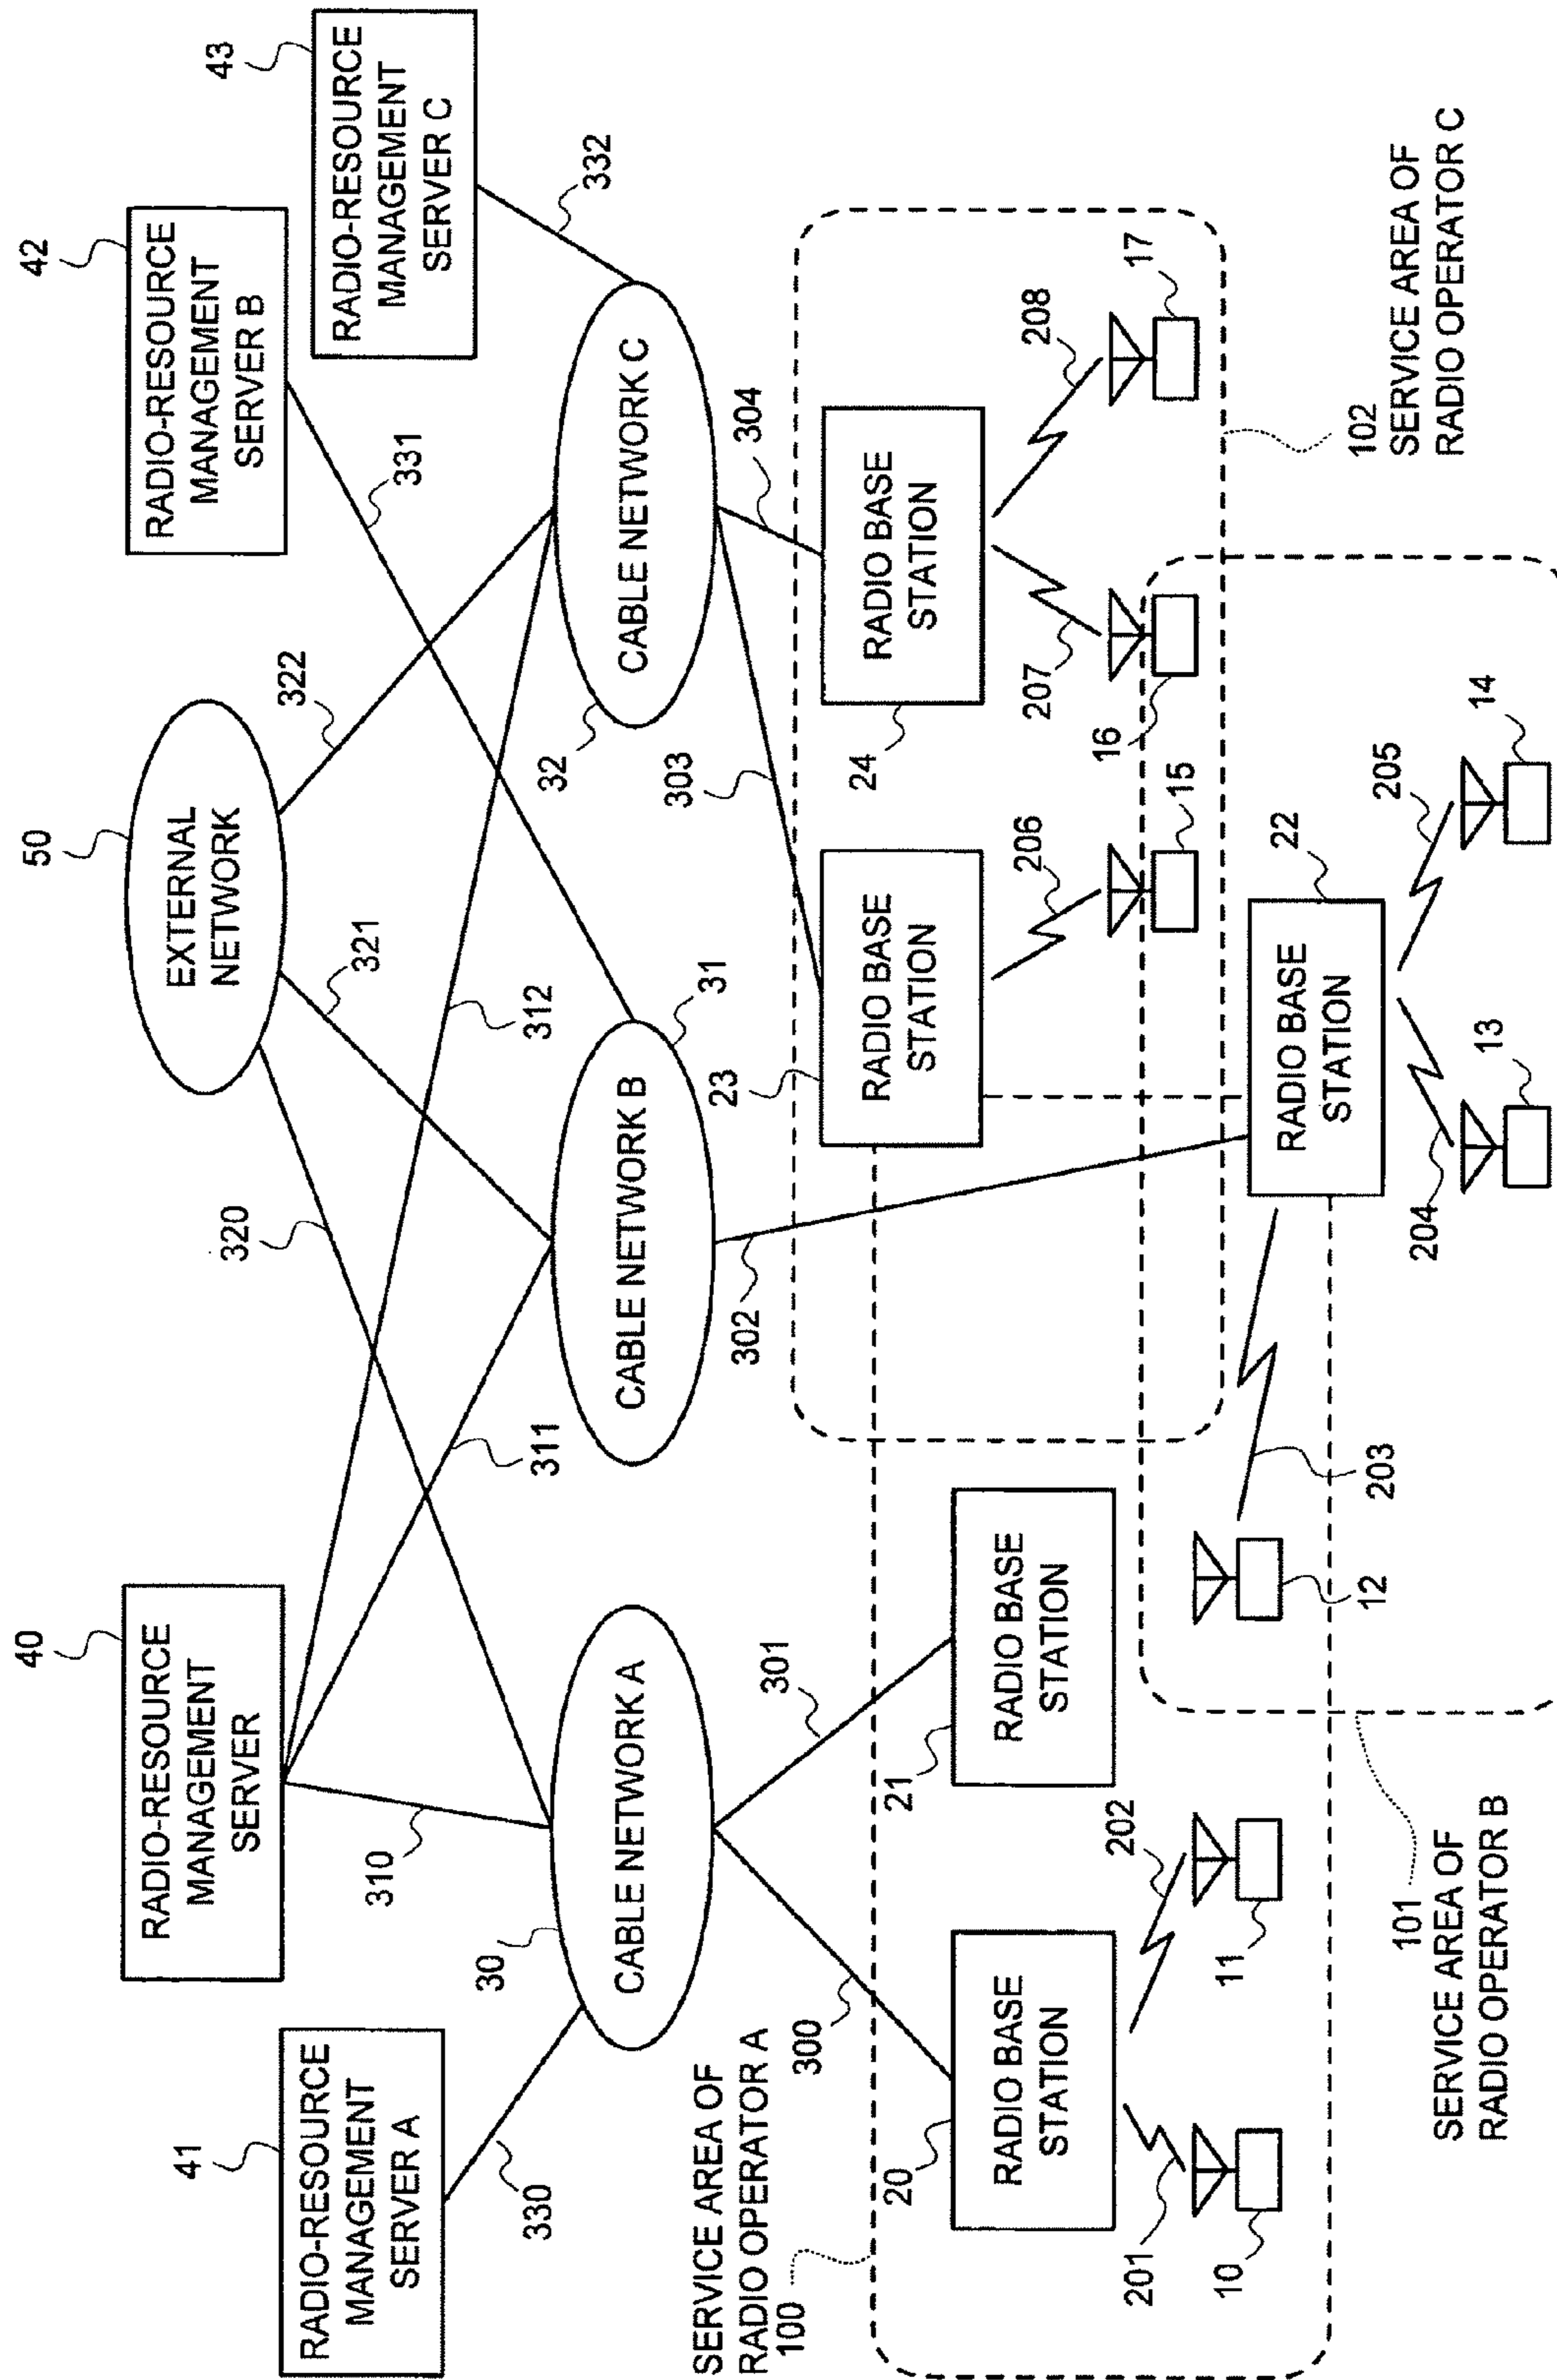 40
RADIO-RESOURCE
MANAGEMENT
SERVER
50
EXTERNAL
NETWORK
42
RADIO-RESOURCE
MANAGEMENT
SERVER B
41
RADIO-RESOURCE
MANAGEMENT
SERVER A
43
RADIO-RESOURCE
MANAGEMENT
SERVER C
330
310
311
320
321
312
322
331
332
30
CABLE NETWORK A
CABLE NETWORK B
31
32
CABLE NETWORK C
SERVICE AREA OF
RADIO OPERATOR A
100
300
301
302
303
304
20
RADIO BASE
STATION
21
RADIO BASE
STATION
23
RADIO BASE
STATION
24
RADIO BASE
STATION
201
202
206
207
208
10
11
12
203
15
16
17
22
RADIO BASE
STATION
102
SERVICE AREA OF
RADIO OPERATOR C
101
SERVICE AREA OF
RADIO OPERATOR B
204
205
13
14